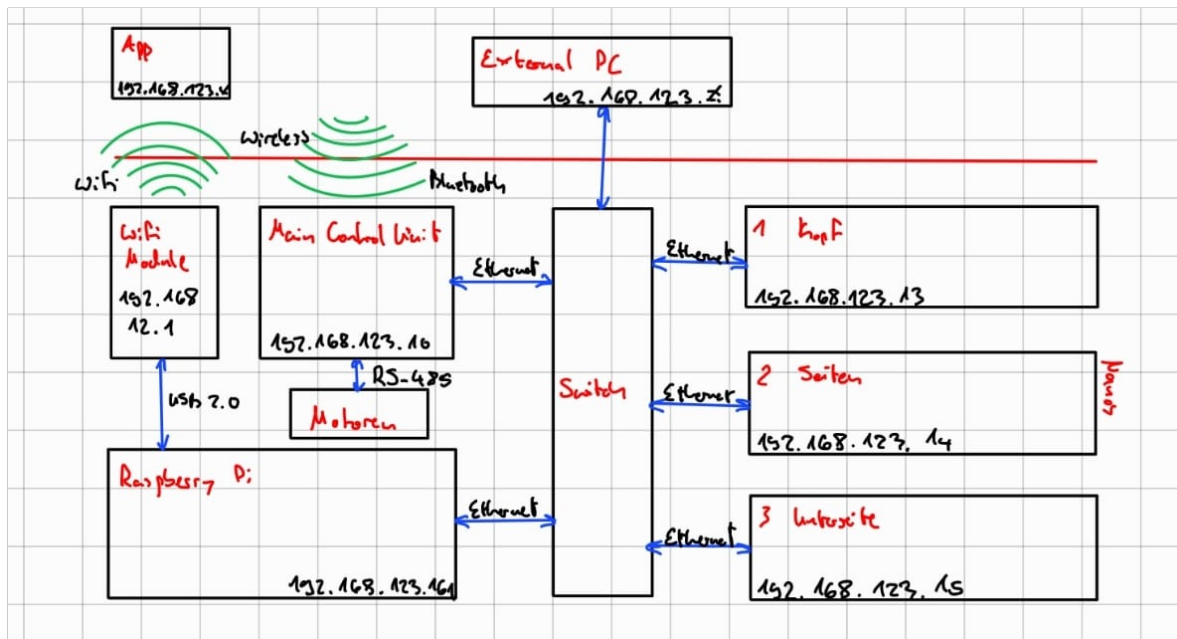 App
192.168.123.x
External PC
192.168.123.z
Wireless
Wifi
Bluetooth
Wifi
Module
192.168
12.1
Main Control Unit
192.168.123.10
Ethernet
RS-485
Motoren
USB 2.0
Raspberry Pi
192.168.123.161
Ethernet
Switch
Ethernet
1 Kopf
192.168.123.13
Ethernet
2 Seiten
192.168.123.14
Nanos
Ethernet
3 Unterseite
192.168.123.15